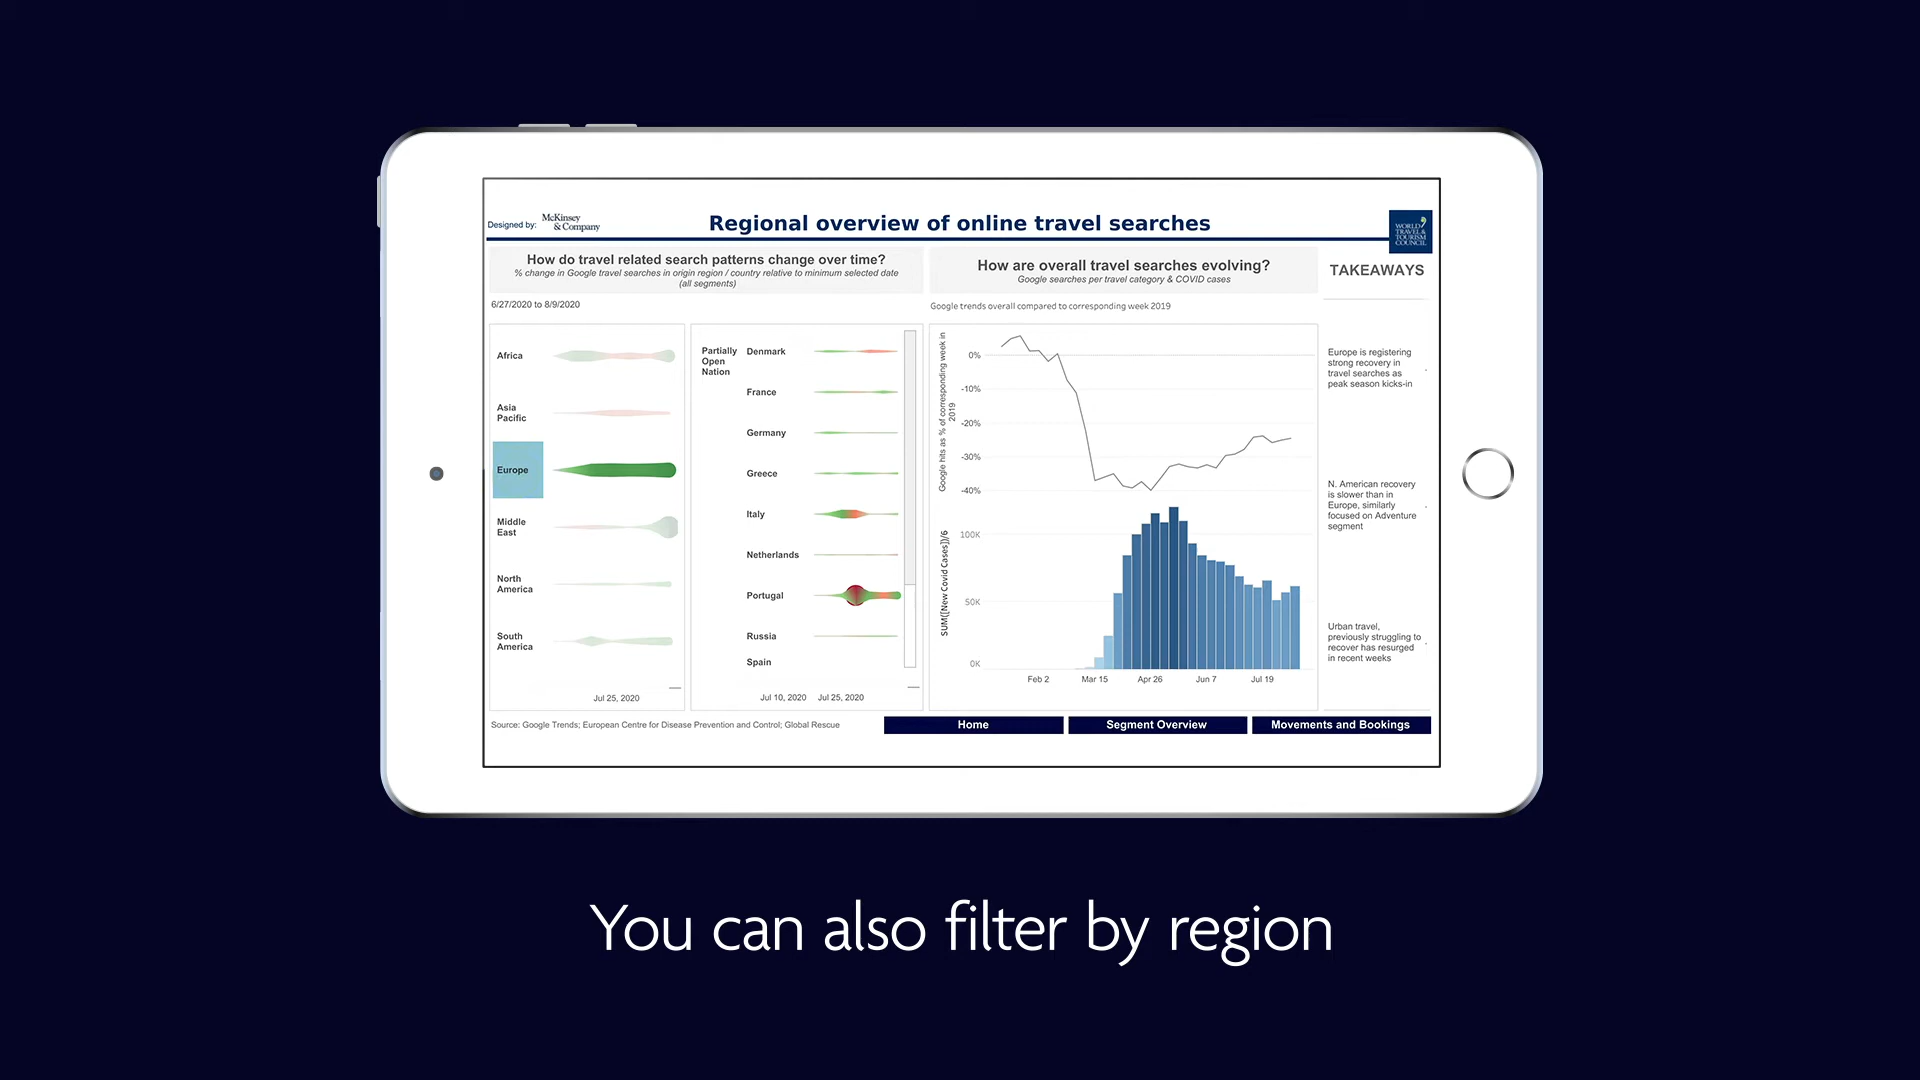 Designed by:
McKinsey
& Company
Regional overview of online travel searches
WORLD
TRAVEL &
TOURISM
COUNCIL
How do travel related search patterns change over time?
% change in Google travel searches in origin region / country relative to minimum selected date
(all segments)
How are overall travel searches evolving?
Google searches per travel category & COVID cases
TAKEAWAYS
6/27/2020 to 8/9/2020
Google trends overall compared to corresponding week 2019
Africa
Asia
Pacific
Europe
Middle
East
North
America
South
America
Jul 25, 2020
Partially
Open
Nation
Denmark
France
Germany
Greece
Italy
Netherlands
Portugal
Russia
Spain
Jul 10, 2020
Jul 25, 2020
Google hits as % of corresponding week in
2019
0%
-10%
-20%
-30%
-40%
SUM([New Covid Cases])/6
100K
50K
0K
Feb 2
Mar 15
Apr 26
Jun 7
Jul 19
Europe is registering
strong recovery in
travel searches as
peak season kicks-in
N. American recovery
is slower than in
Europe, similarly
focused on Adventure
segment
Urban travel,
previously struggling to
recover has resurged
in recent weeks
Source: Google Trends; European Centre for Disease Prevention and Control; Global Rescue
Home
Segment Overview
Movements and Bookings
You can also filter by region